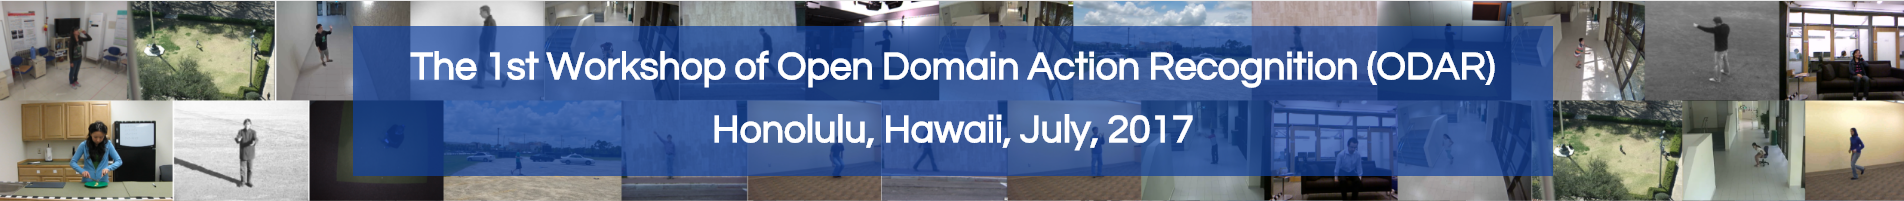 The 1st Workshop of Open Domain Action Recognition (ODAR)
Honolulu, Hawaii, July, 2017